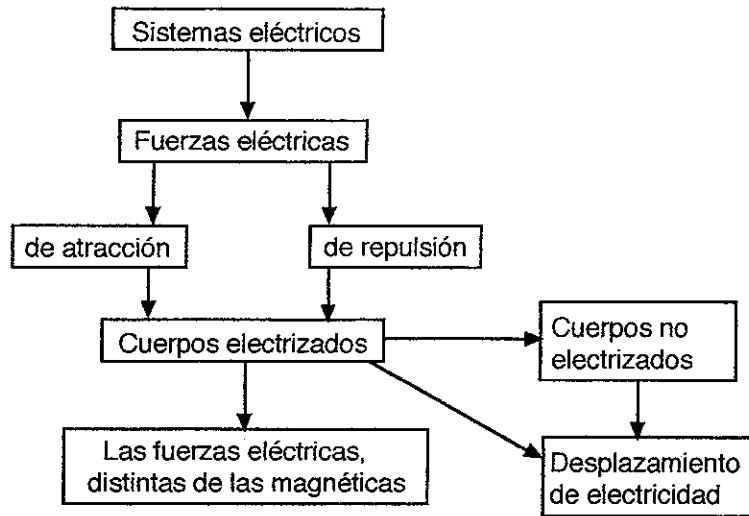 Sistemas eléctricos
Fuerzas eléctricas
de atracción
de repulsión
Cuerpos electrizados
Cuerpos no
electrizados
Las fuerzas eléctricas,
distintas de las magnéticas
Desplazamiento
de electricidad